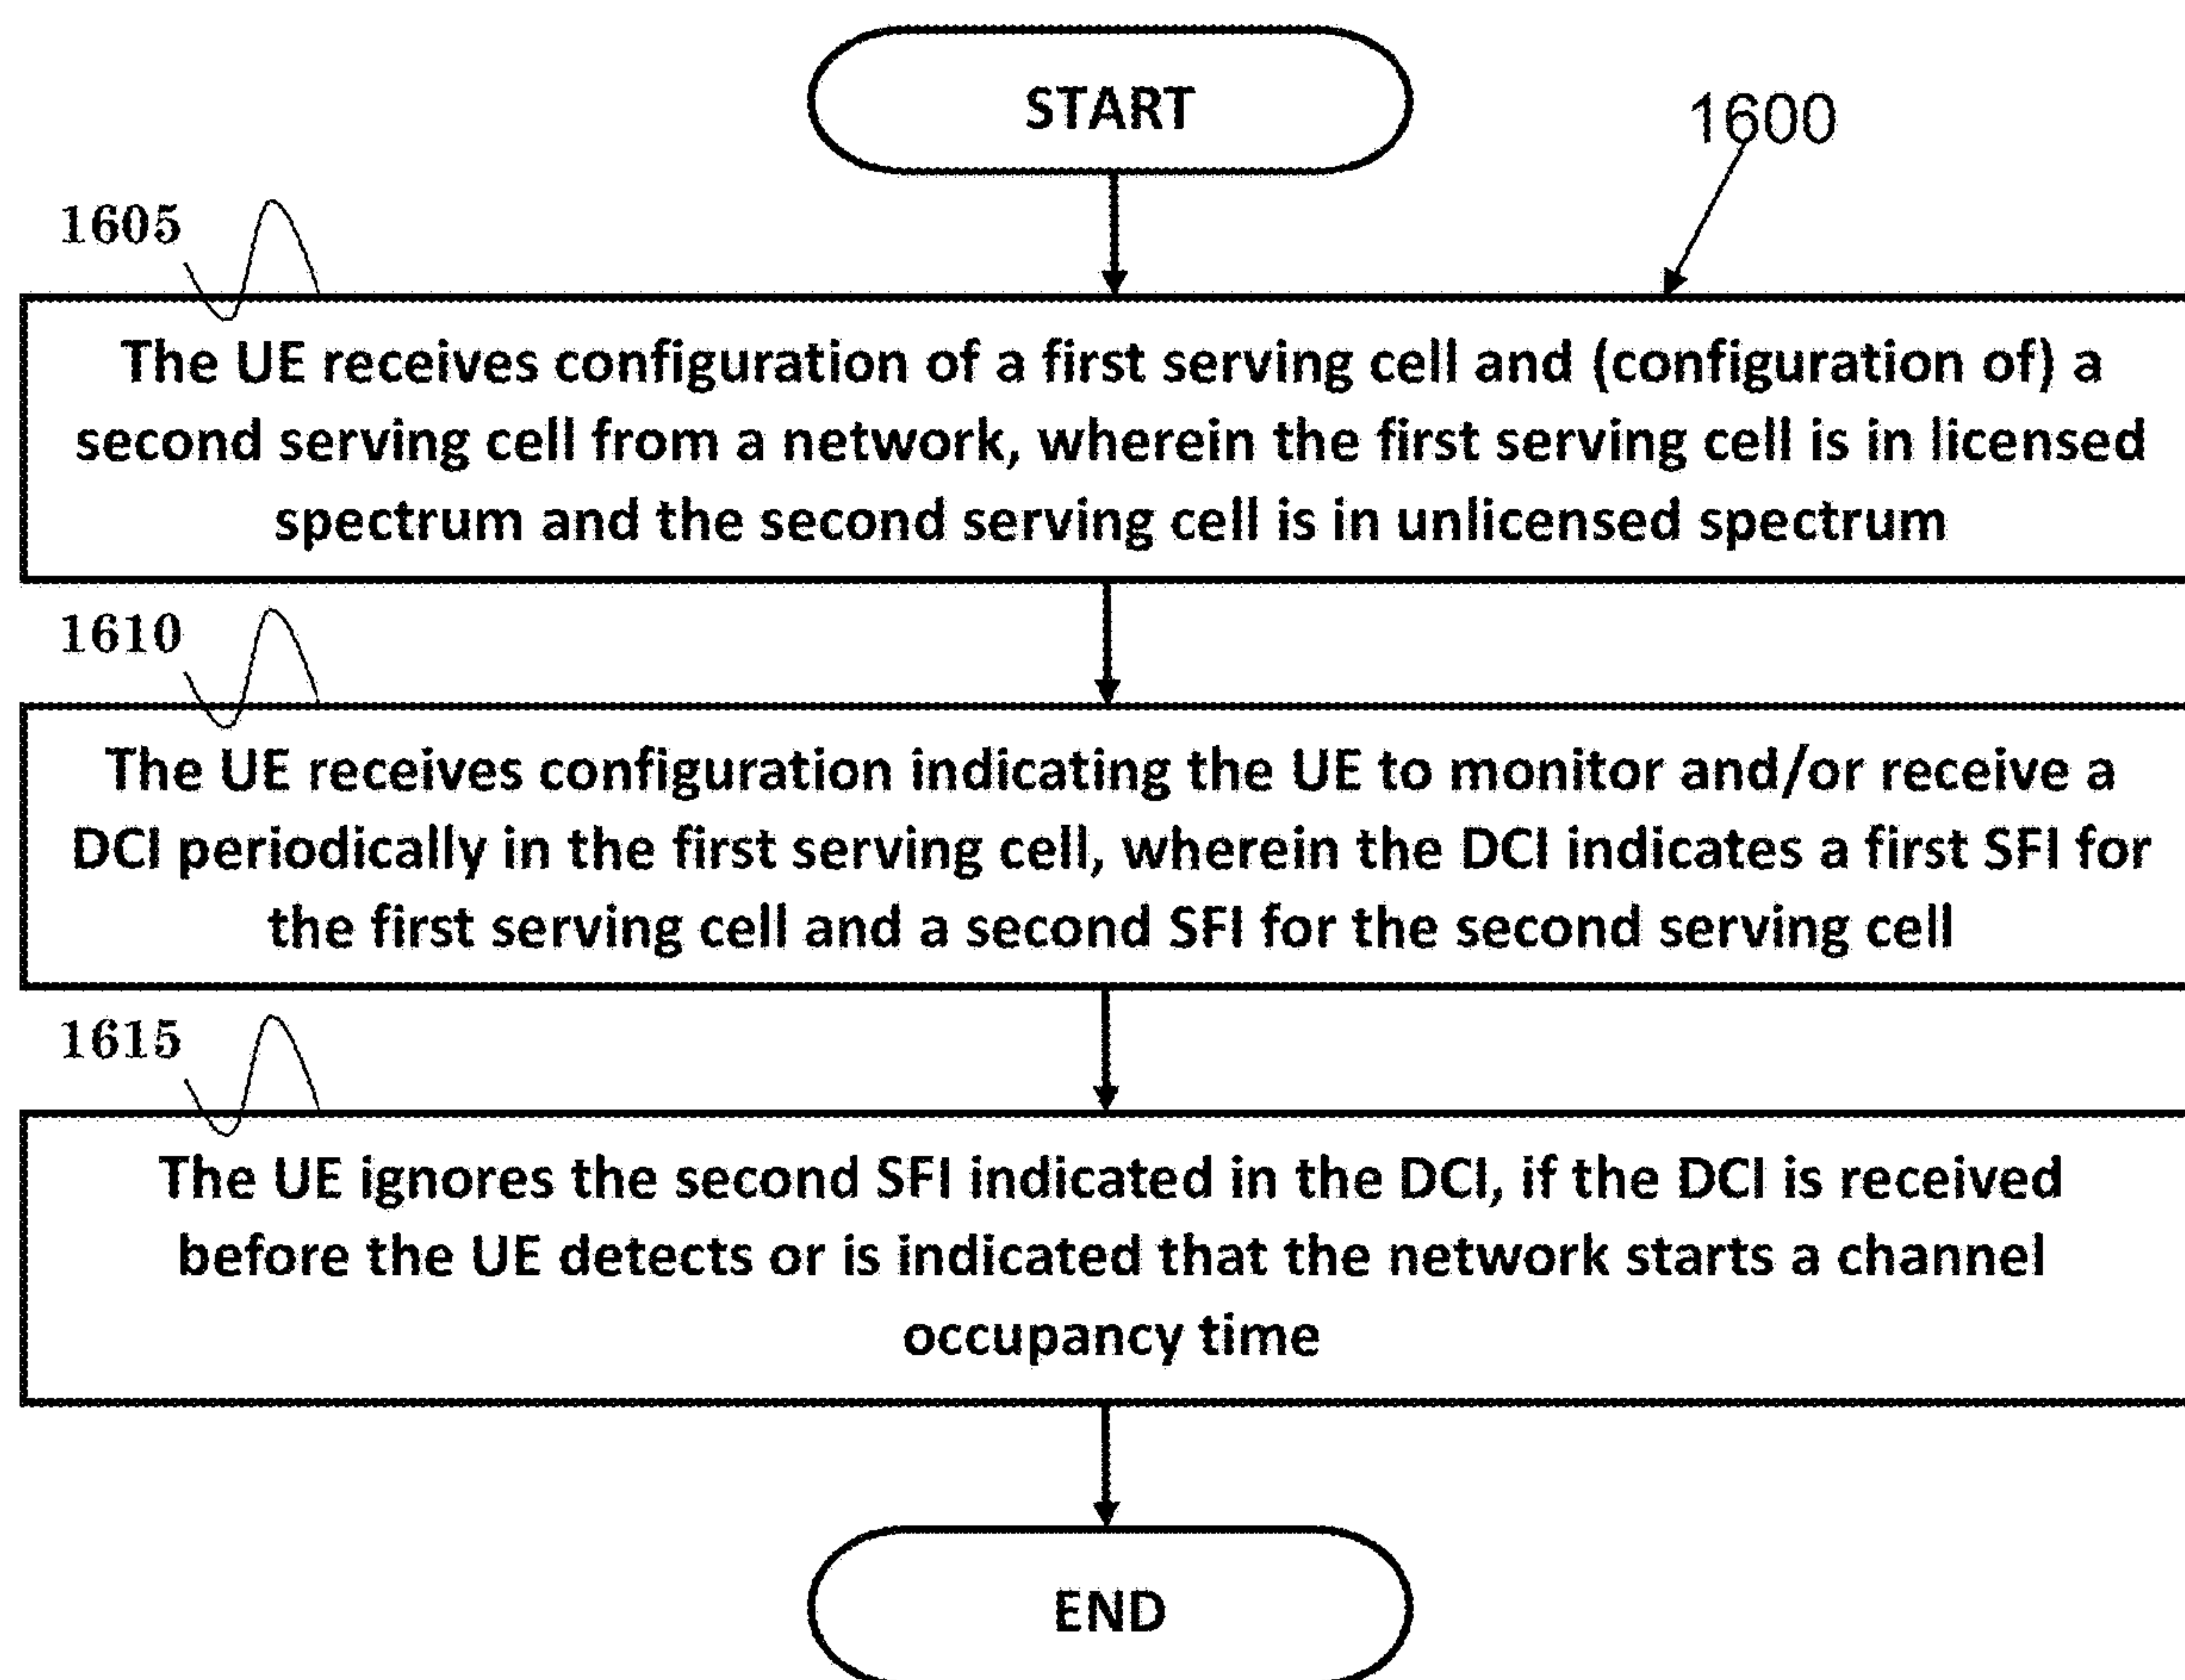 START
1600
1605
The UE receives configuration of a first serving cell and (configuration of) a
second serving cell from a network, wherein the first serving cell is in licensed
spectrum and the second serving cell is in unlicensed spectrum
1610
The UE receives configuration indicating the UE to monitor and/or receive a
DCI periodically in the first serving cell, wherein the DCI indicates a first SFI for
the first serving cell and a second SFI for the second serving cell
1615
The UE ignores the second SFI indicated in the DCI, if the DCI is received
before the UE detects or is indicated that the network starts a channel
occupancy time
END